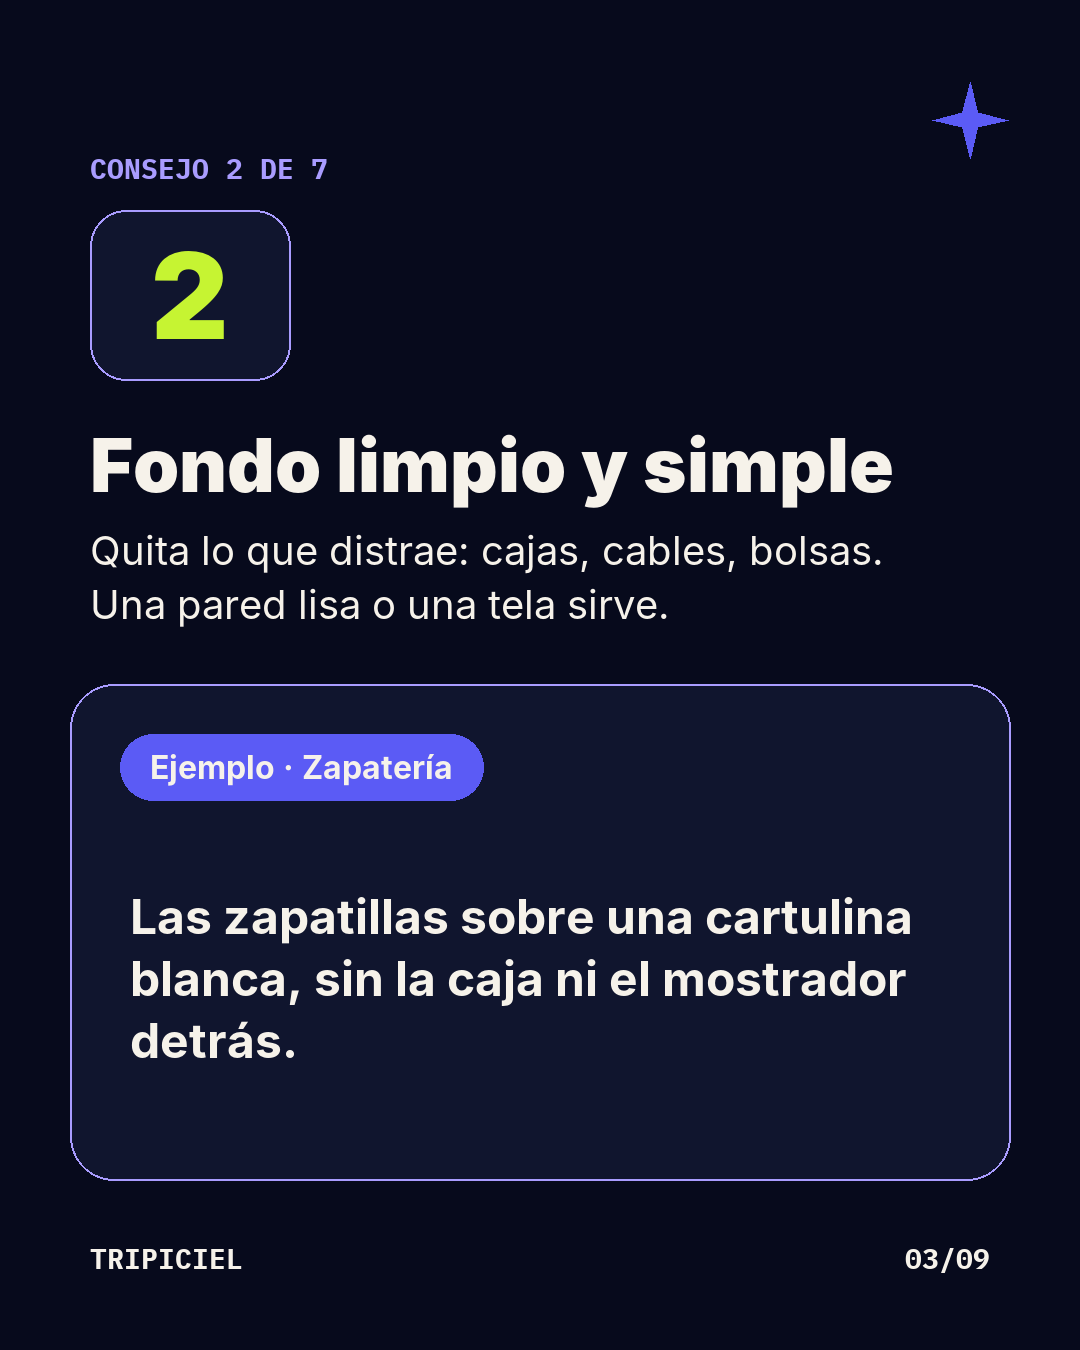 CONSEJO 2 DE 7
2
Fondo limpio y simple
Quita lo que distrae: cajas, cables, bolsas.
Una pared lisa o una tela sirve.
Ejemplo · Zapatería
Las zapatillas sobre una cartulina
blanca, sin la caja ni el mostrador
detrás.
TRIPICIEL
03/09